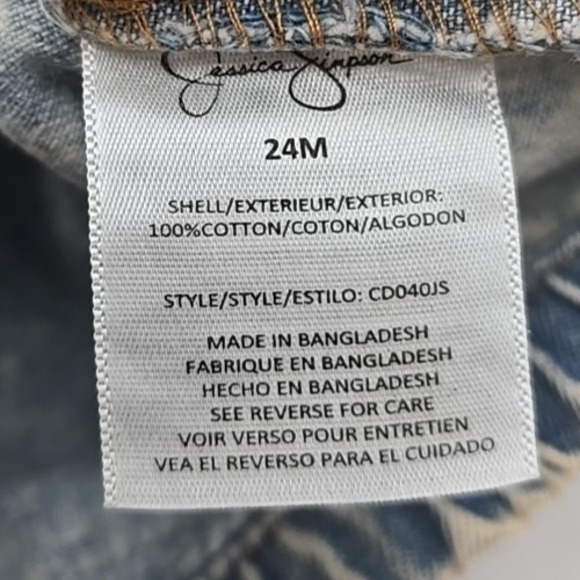 Jessica Simpson
24M
SHELL/EXTERIEUR/EXTERIOR:
100%COTTON/COTON/ALGODON
STYLE/STYLE/ESTILO: CD040JS
MADE IN BANGLADESH
FABRIQUE EN BANGLADESH
HECHO EN BANGLADESH
SEE REVERSE FOR CARE
VOIR VERSO POUR ENTRETIEN
VEA EL REVERSO PARA EL CUIDADO